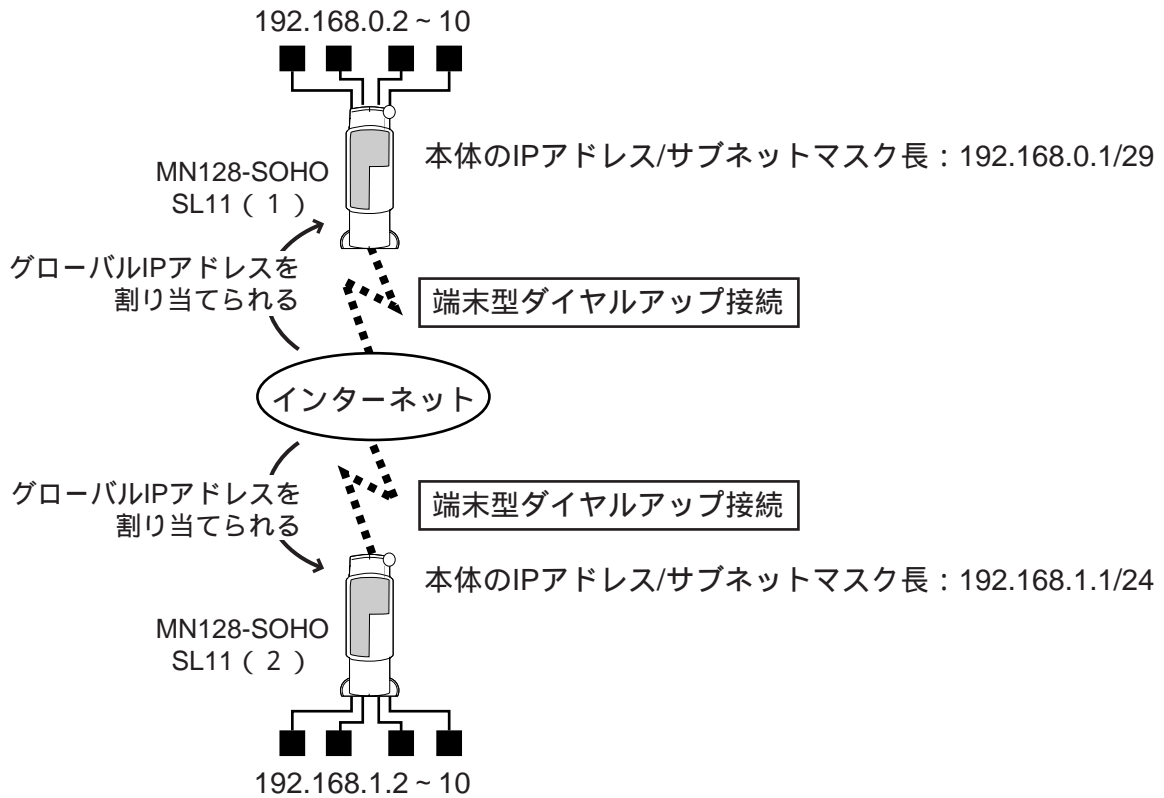 192.168.0.2 ~ 10
本体のIPアドレス/サブネットマスク長：192.168.0.1/29
MN128-SOHO
SL11（ 1 ）
グローバルIPアドレスを
割り当てられる
端末型ダイヤルアップ接続
インターネット
グローバルIPアドレスを
割り当てられる
端末型ダイヤルアップ接続
本体のIPアドレス/サブネットマスク長：192.168.1.1/24
MN128-SOHO
SL11（ 2 ）
192.168.1.2 ~ 10